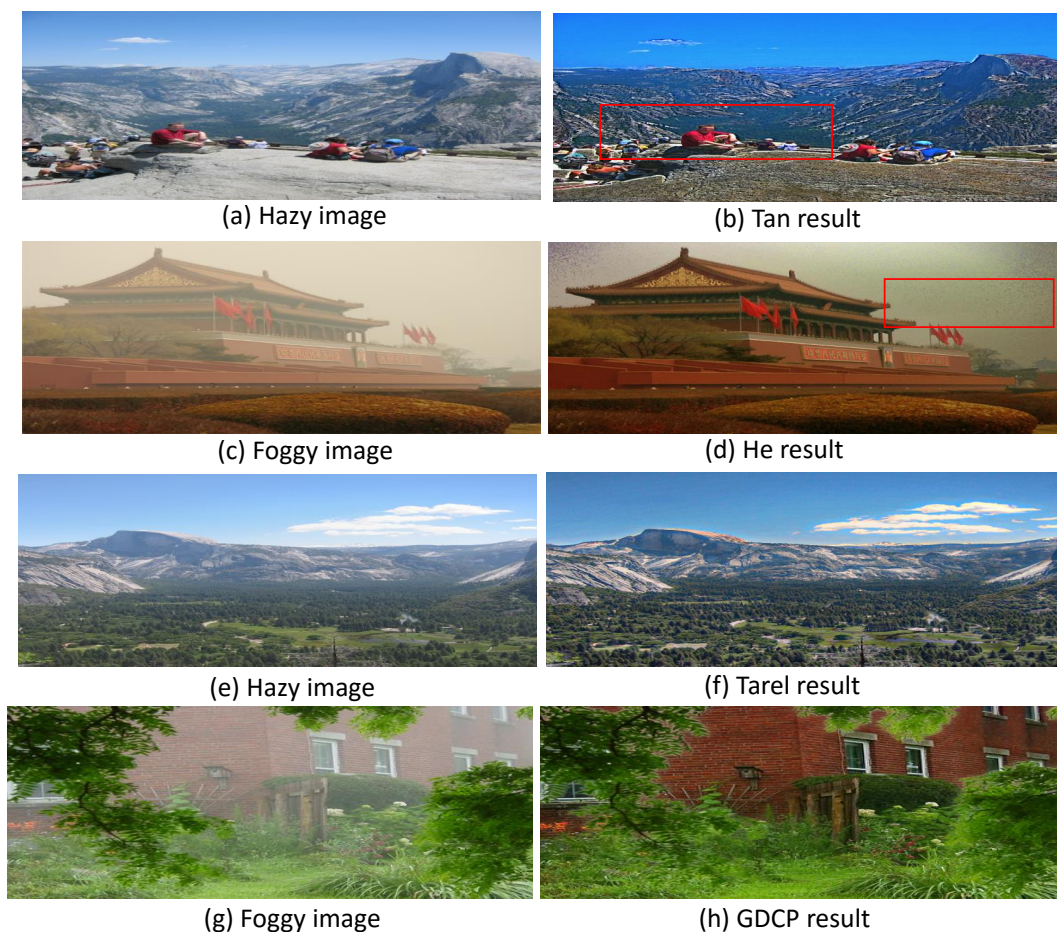 (a) Hazy image
(b) Tan result
(c) Foggy image
(d) He result
(e) Hazy image
(f) Tarel result
(g) Foggy image
(h) GDCP result